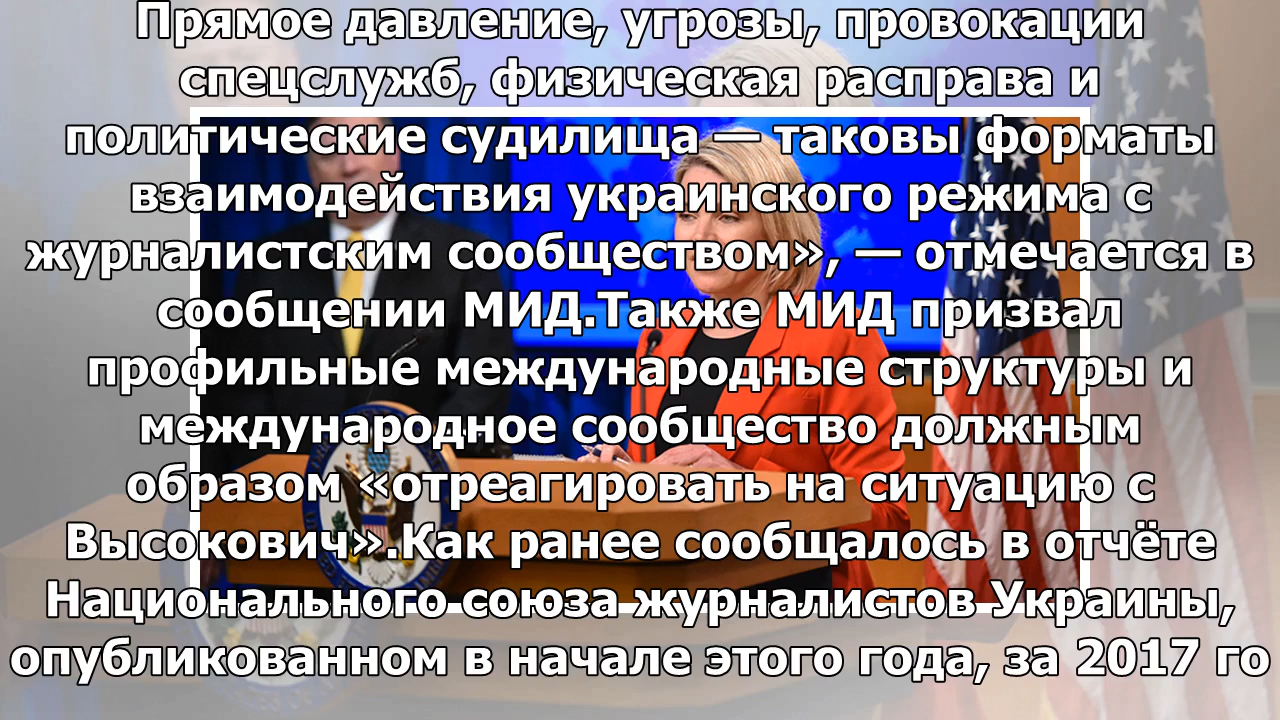 Прямое давление, угрозы, провокации
спецслужб, физическая расправа и
политические судилища — таковы форматы
взаимодействия украинского режима с
журналистским сообществом», — отмечается в
сообщении МИД.Также МИД призвал
профильные международные структуры и
международное сообщество должным
образом «отреагировать на ситуацию с
Высокович».Как ранее сообщалось в отчёте
Национального союза журналистов Украины,
опубликованном в начале этого года, за 2017 го